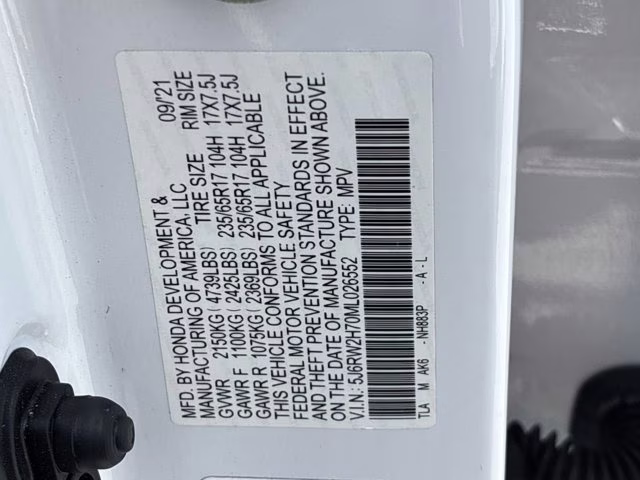 MFD. BY HONDA DEVELOPMENT & 09/'21
MANUFACTURING OF AMERICA, LLC
TIRE SIZE RIM SIZE
GVWR 2150KG ( 4739LBS) 235/65R17 104H 17X7.5J
GAWR F 1100KG ( 2425LBS) 235/65R17 104H 17X7.5J
GAWR R 1075KG ( 2369LBS)
THIS VEHICLE CONFORMS TO ALL APPLICABLE
FEDERAL MOTOR VEHICLE SAFETY
AND THEFT PREVENTION STANDARDS IN EFFECT
ON THE DATE OF MANUFACTURE SHOWN ABOVE.
V.I.N.: 5J6RW2H70ML026552 TYPE: MPV
TLA M AK6 -NH883P -A -L